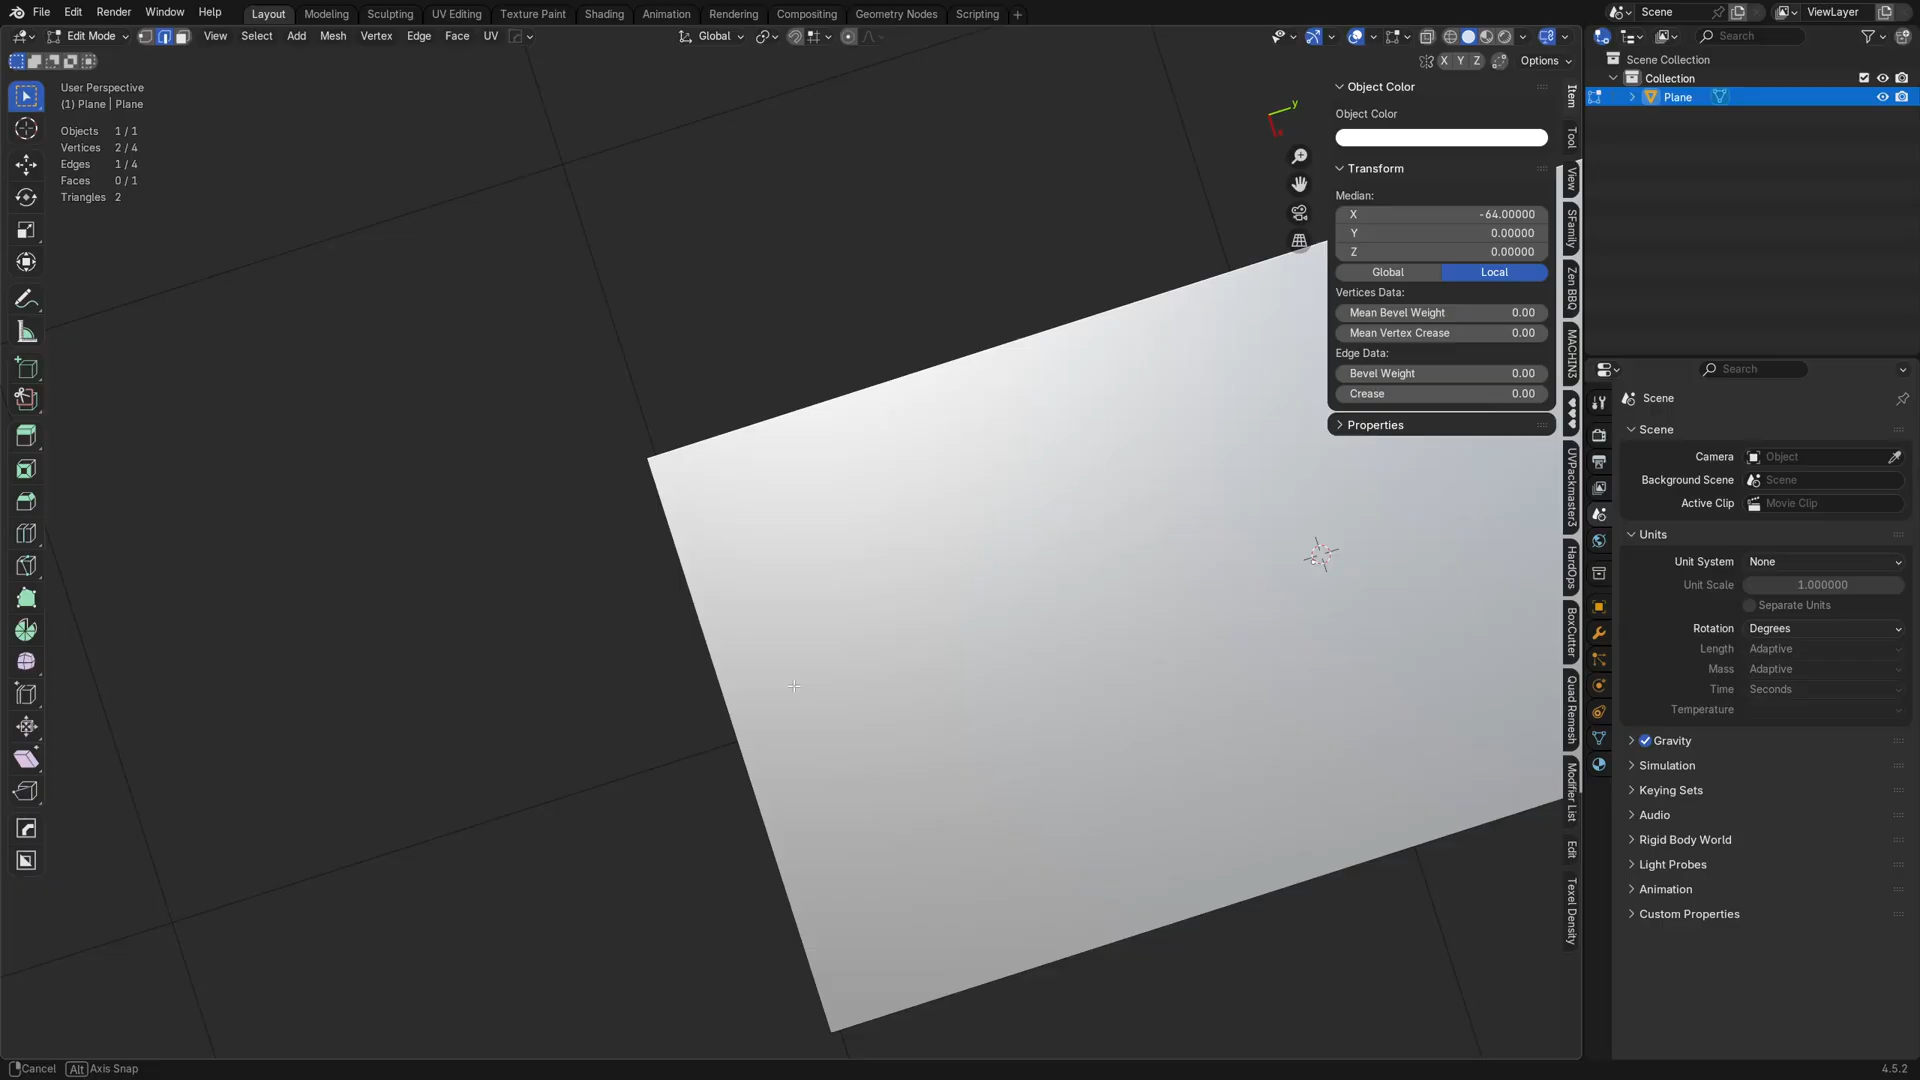 File Edit Render Window Help Layout Modeling Sculpting UV Editing Texture Paint Shading Animation Rendering Compositing Geometry Nodes Scripting Scene ViewLayer
Edit Mode View Select Add Mesh Vertex Edge Face UV Global Search
X Y Z Options
User Perspective
(1) Plane | Plane
Objects 1 / 1
Vertices 2 / 4
Edges 1 / 4
Faces 0 / 1
Triangles 2
y
x
Object Color
Object Color
Transform
Median:
X -64.00000
Y 0.00000
Z 0.00000
Global Local
Vertices Data:
Mean Bevel Weight 0.00
Mean Vertex Crease 0.00
Edge Data:
Bevel Weight 0.00
Crease 0.00
Properties
Item
Tool
View
SFamily
Zen BBQ
MACHIN3
UVPackmaster3
HardOps
BoxCutter
Quad Remesh
Modifier List
Edit
Texel Density
Scene Collection
Collection
Plane
Search
Scene
Scene
Camera Object
Background Scene Scene
Active Clip Movie Clip
Units
Unit System None
Unit Scale 1.000000
Separate Units
Rotation Degrees
Length Adaptive
Mass Adaptive
Time Seconds
Temperature
Gravity
Simulation
Keying Sets
Audio
Rigid Body World
Light Probes
Animation
Custom Properties
Cancel Alt Axis Snap 4.5.2